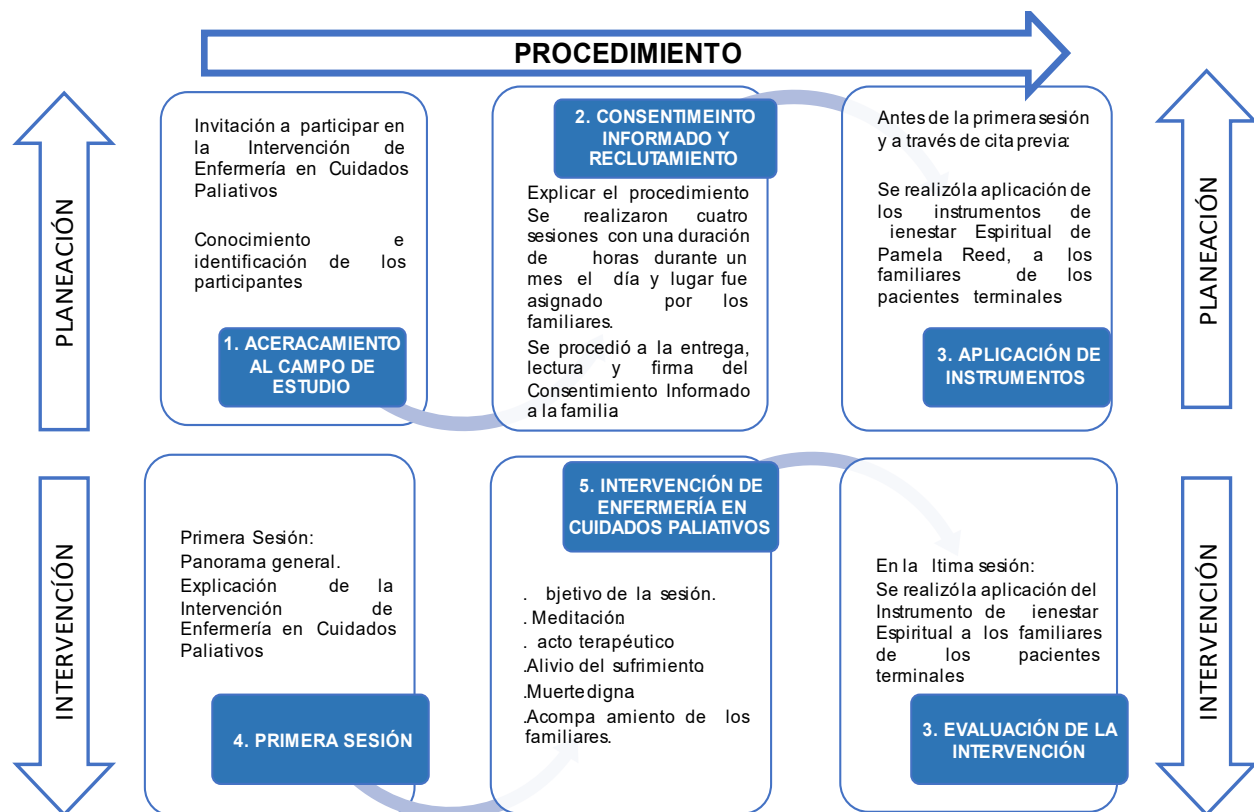 PROCEDIMIENTO
PLANEACIÓN
Invitación a participar en
la Intervención de
Enfermería en Cuidados
Paliativos
Conocimiento e
identificación de los
participantes
1. ACERACAMIENTO
AL CAMPO DE
ESTUDIO
2. CONSENTIMEINTO
INFORMADO Y
RECLUTAMIENTO
Explicar el procedimiento
Se realizaron cuatro
sesiones con una duración
de horas durante un
mes el día y lugar fue
asignado por los
familiares.
Se procedió a la entrega,
lectura y firma del
Consentimiento Informado
a la familia
Antes de la primera sesión
y a través de cita previa:
Se realizó la aplicación de
los instrumentos de
ienestar Espiritual de
Pamela Reed, a los
familiares de los
pacientes terminales
3. APLICACIÓN DE
INSTRUMENTOS
PLANEACIÓN
INTERVENCIÓN
Primera Sesión:
Panorama general.
Explicación de la
Intervención de
Enfermería en Cuidados
Paliativos
4. PRIMERA SESIÓN
5. INTERVENCIÓN DE
ENFERMERÍA EN
CUIDADOS PALIATIVOS
. bjetivo de la sesión.
. Meditación.
. acto terapéutico
.Alivio del sufrimiento.
.Muerte digna
.Acompa amiento de los
familiares.
En la ltima sesión:
Se realizó la aplicación del
Instrumento de ienestar
Espiritual a los familiares
de los pacientes
terminales
3. EVALUACIÓN DE LA
INTERVENCIÓN
INTERVENCIÓN